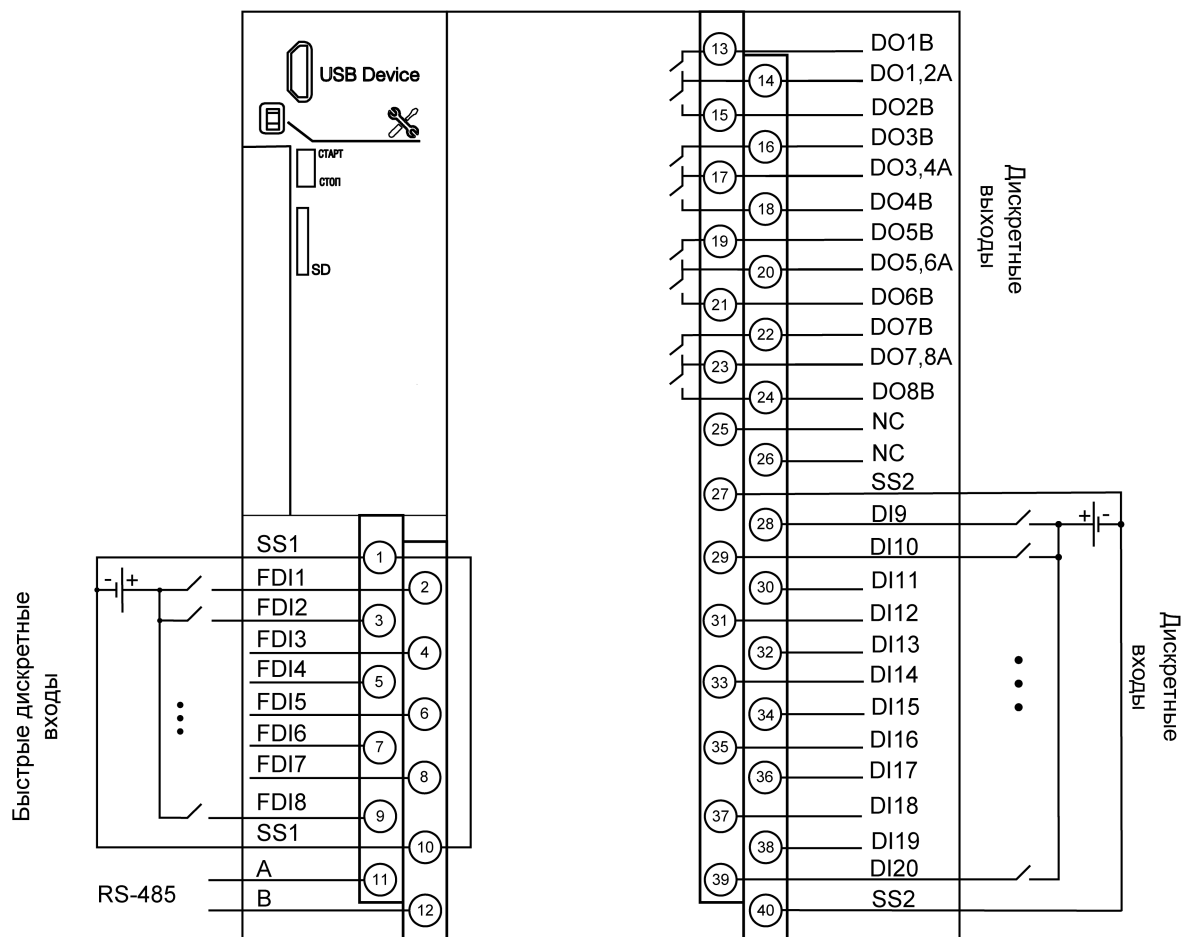 USB Device
СТАРТ
СТОП
SD
13 DO1B
14 DO1,2A
15 DO2B
16 DO3B
17 DO3,4A
18 DO4B
19 DO5B
20 DO5,6A
21 DO6B
22 DO7B
23 DO7,8A
24 DO8B
25 NC
26 NC
27 SS2
28 DI9
29 DI10
30 DI11
31 DI12
32 DI13
33 DI14
34 DI15
35 DI16
36 DI17
37 DI18
38 DI19
39 DI20
40 SS2
+ -
Дискретные
выходы
Дискретные
входы
Быстрые дискретные
входы
- +
SS1 1
FDI1 2
FDI2 3
FDI3 4
FDI4 5
FDI5 6
FDI6 7
FDI7 8
FDI8 9
SS1 10
RS-485
A 11
B 12